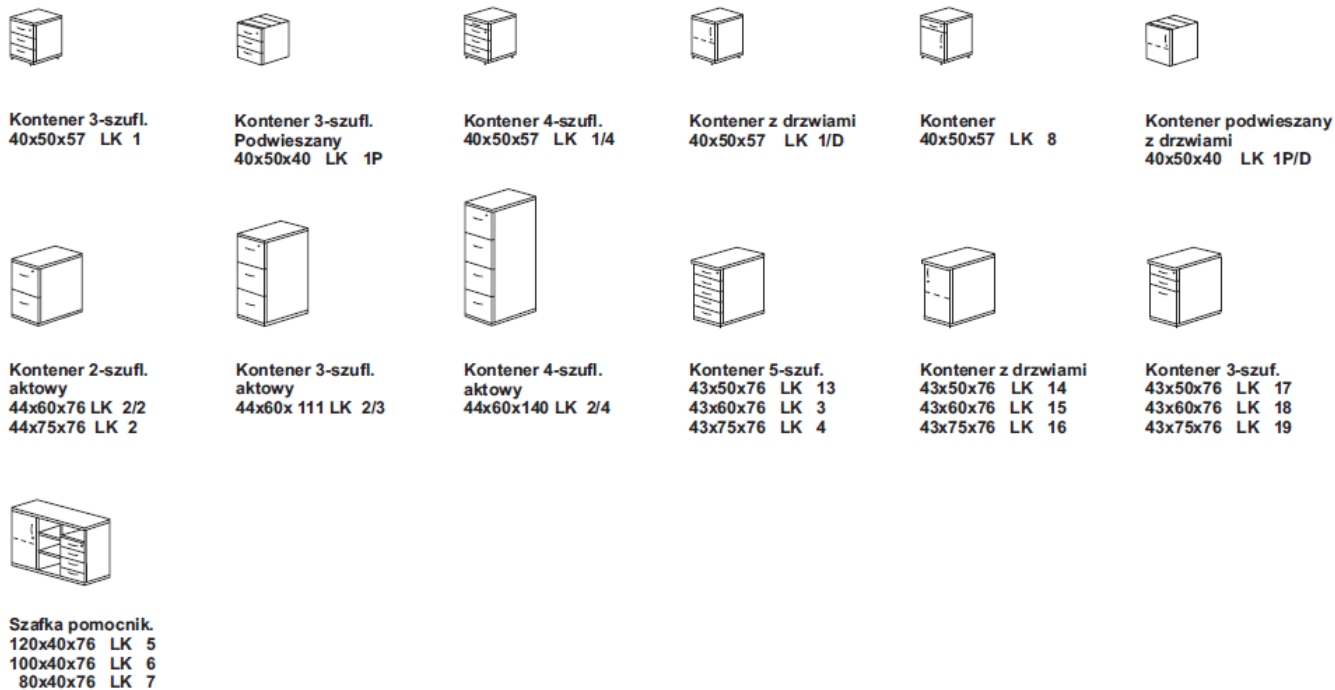 Kontener 3-szufl.
40x50x57 LK 1
Kontener 3-szufl.
Podwieszany
40x50x40 LK 1P
Kontener 4-szufl.
40x50x57 LK 1/4
Kontener z drzwiami
40x50x57 LK 1/D
Kontener
40x50x57 LK 8
Kontener podwieszany
z drzwiami
40x50x40 LK 1P/D
Kontener 2-szufl.
aktowy
44x60x76 LK 2/2
44x75x76 LK 2
Kontener 3-szufl.
aktowy
44x60x 111 LK 2/3
Kontener 4-szufl.
aktowy
44x60x140 LK 2/4
Kontener 5-szuf.
43x50x76 LK 13
43x60x76 LK 3
43x75x76 LK 4
Kontener z drzwiami
43x50x76 LK 14
43x60x76 LK 15
43x75x76 LK 16
Kontener 3-szuf.
43x50x76 LK 17
43x60x76 LK 18
43x75x76 LK 19
Szafka pomocnik.
120x40x76 LK 5
100x40x76 LK 6
80x40x76 LK 7